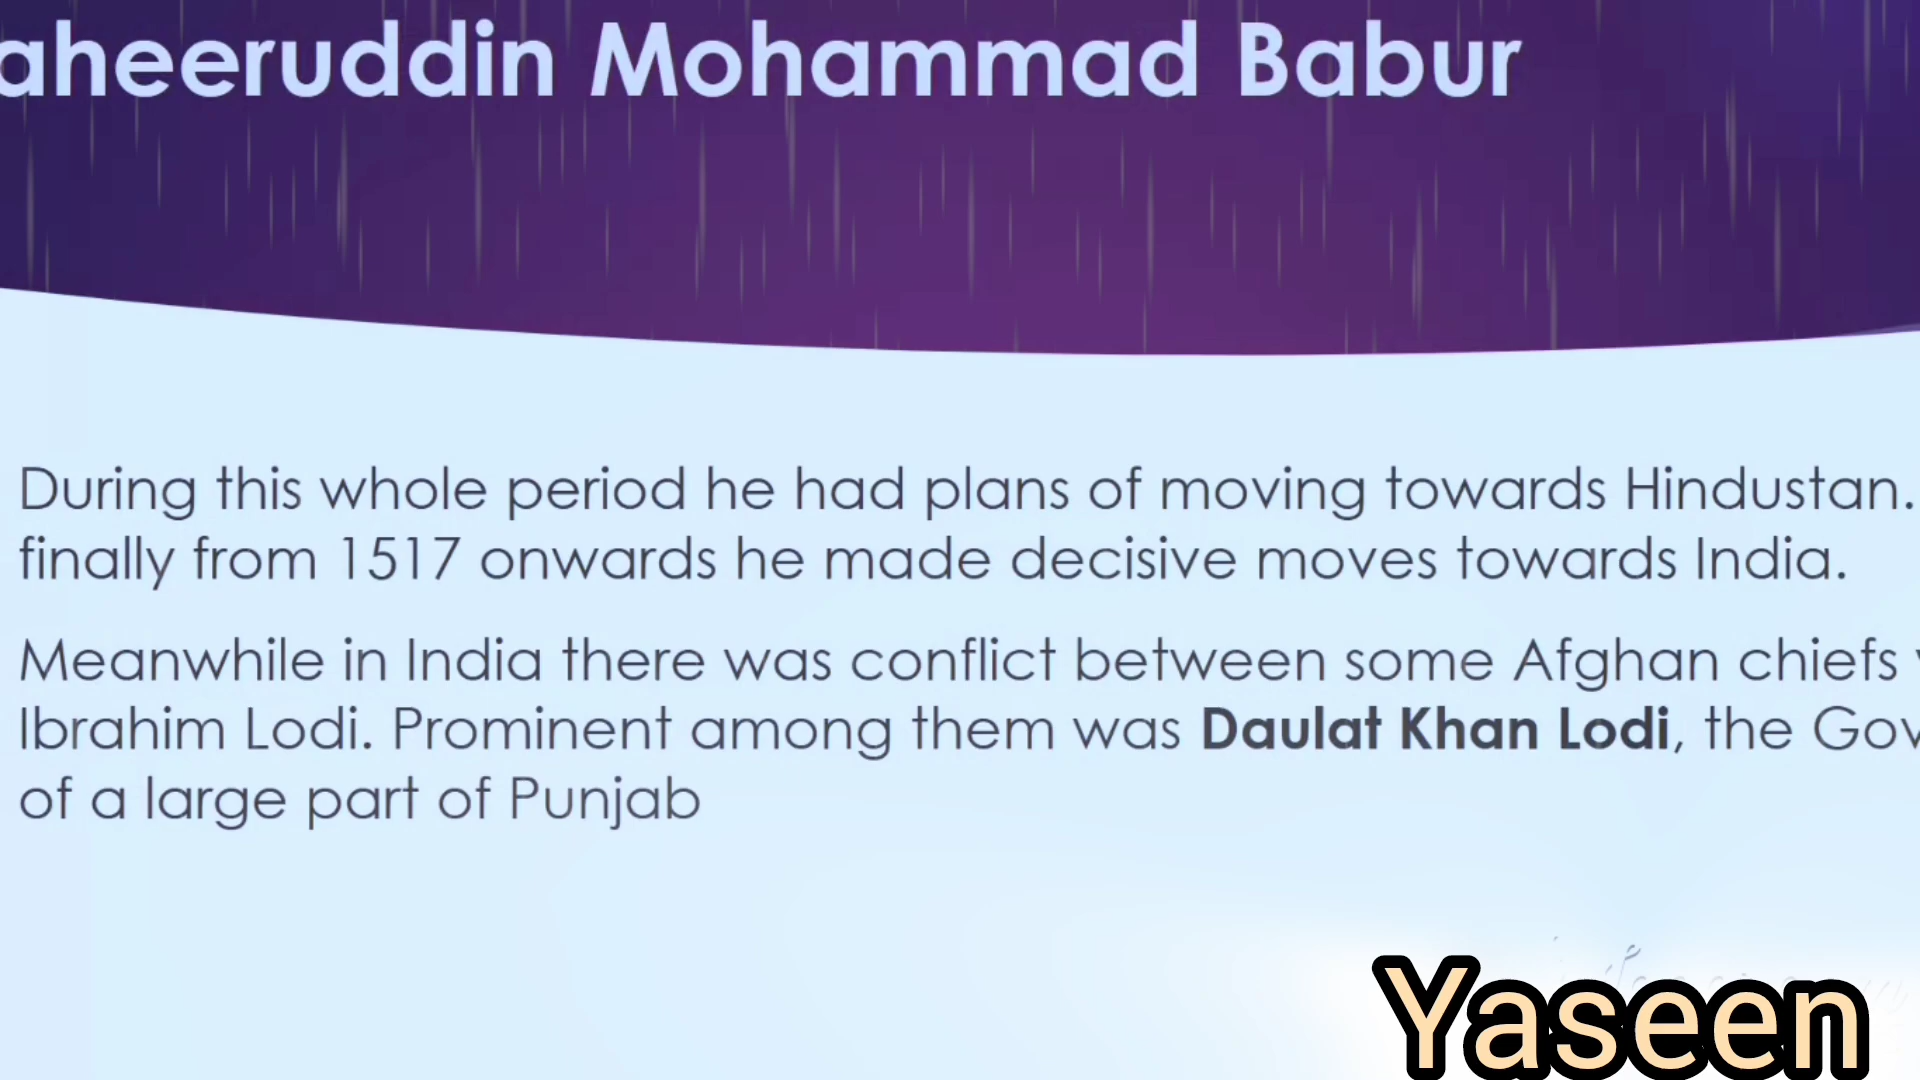 aheeruddin Mohammad Babur
During this whole period he had plans of moving towards Hindustan.
finally from 1517 onwards he made decisive moves towards India.
Meanwhile in India there was conflict between some Afghan chiefs
Ibrahim Lodi. Prominent among them was Daulat Khan Lodi, the Gov
of a large part of Punjab
Yaseen